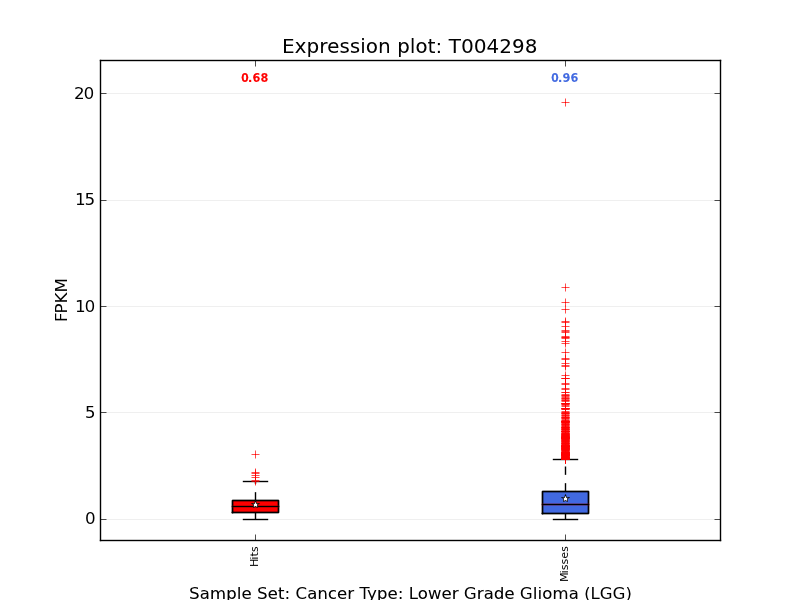 Expression plot: T004298
0.68
0.96
20
15
10
5
0
FPKM
Hits
Misses
Sample Set: Cancer Type: Lower Grade Glioma (LGG)